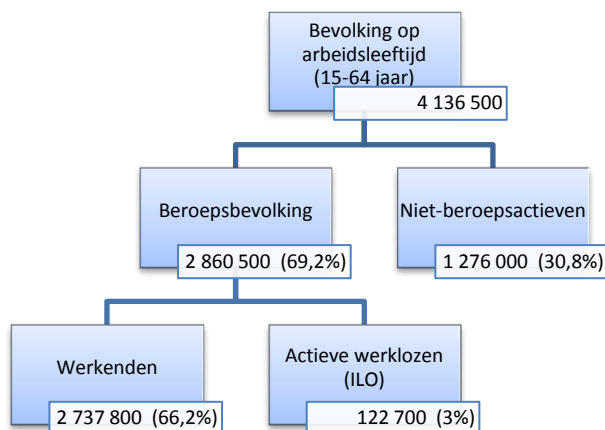 Bevolking op
arbeidsleeftijd
(15-64 jaar)
4 136 500
Beroepsbevolking
2 860 500 (69,2%)
Niet-beroepsactieven
1 276 000 (30,8%)
Werkenden
2 737 800 (66,2%)
Actieve werklozen
(ILO)
122 700 (3%)